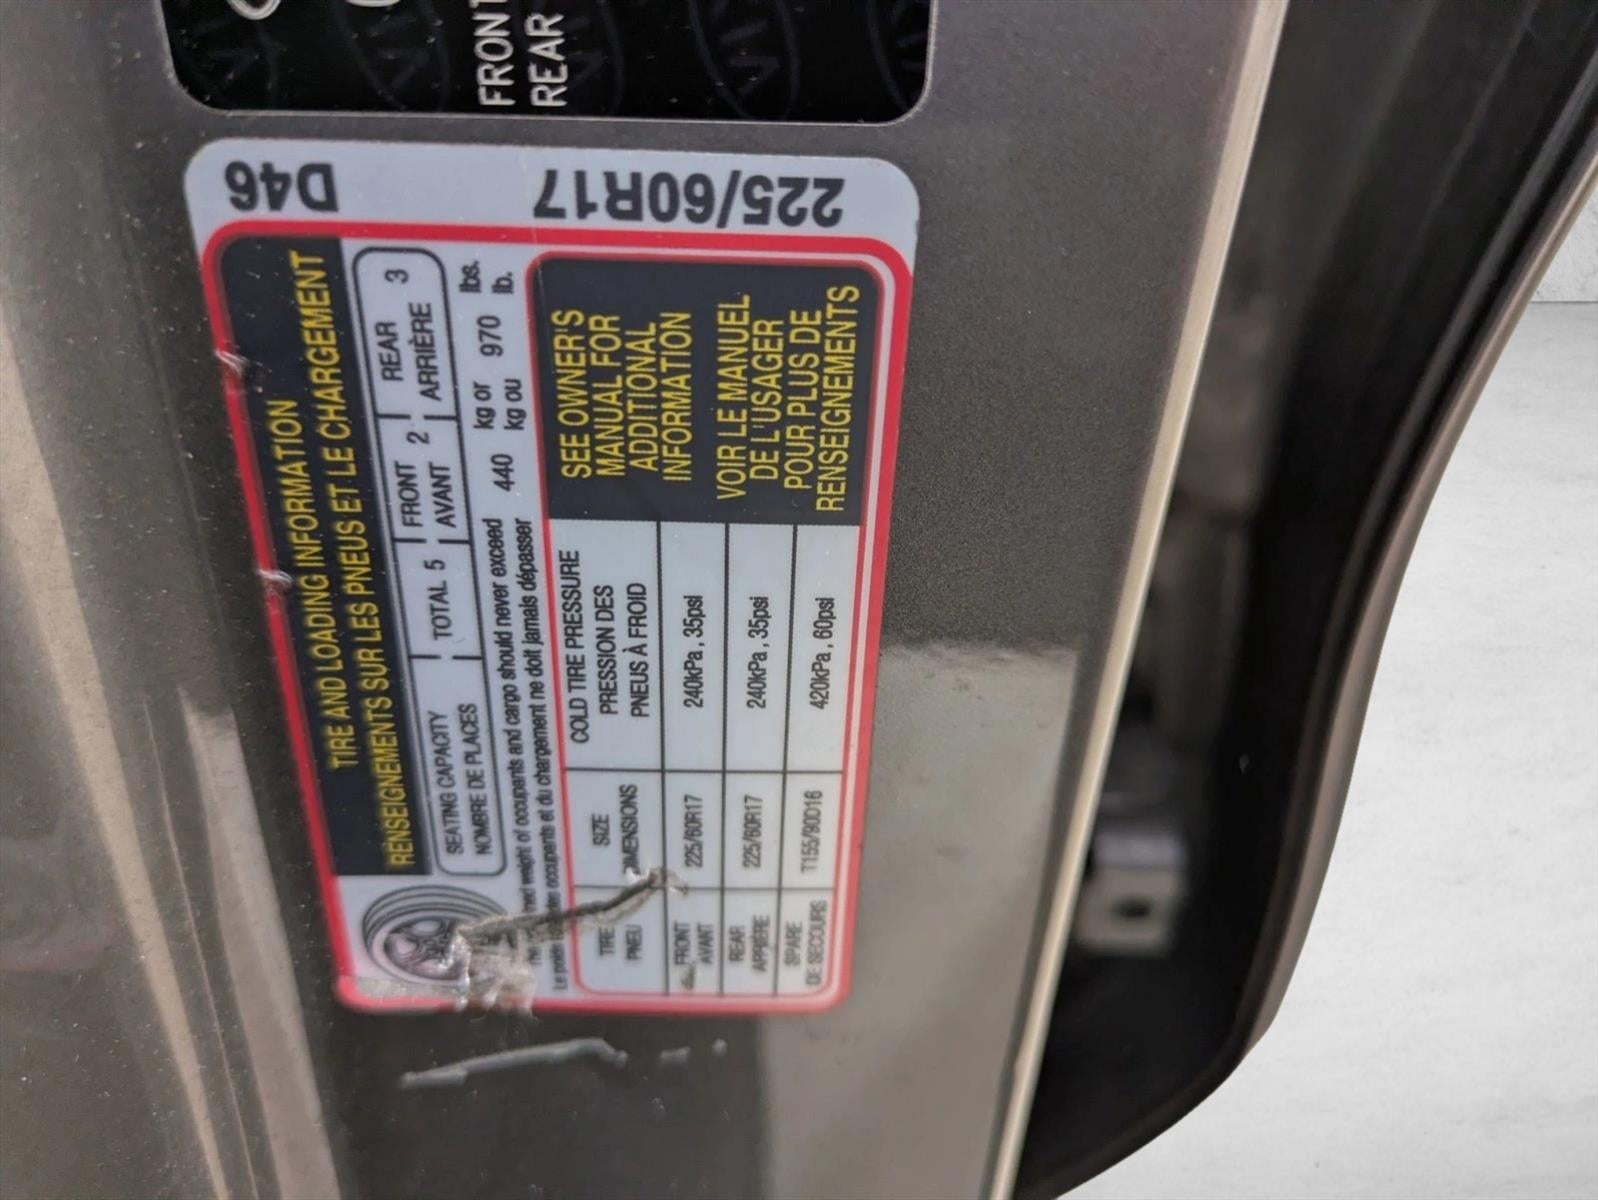 FRONT
REAR
D46
225/60R17
TIRE AND LOADING INFORMATION
RENSEIGNEMENTS SUR LES PNEUS ET LE CHARGEMENT
SEATING CAPACITY
NOMBRE DE PLACES
TOTAL 5
FRONT
AVANT 2
REAR
ARRIÈRE 3
weight of occupants and cargo should never exceed 440 kg or 970 lbs.
Le poids occupants et du chargement ne doit jamais dépasser kg ou lb.
TIRE SIZE COLD TIRE PRESSURE
PNEU DIMENSIONS PRESSION DES
PNEUS À FROID
FRONT
AVANT 225/60R17 240kPa, 35psi
REAR
ARRIÈRE 225/60R17 240kPa, 35psi
SPARE
DE SECOURS T155/90D16 420kPa, 60psi
SEE OWNER'S
MANUAL FOR
ADDITIONAL
INFORMATION
VOIR LE MANUEL
DE L'USAGER
POUR PLUS DE
RENSEIGNEMENTS